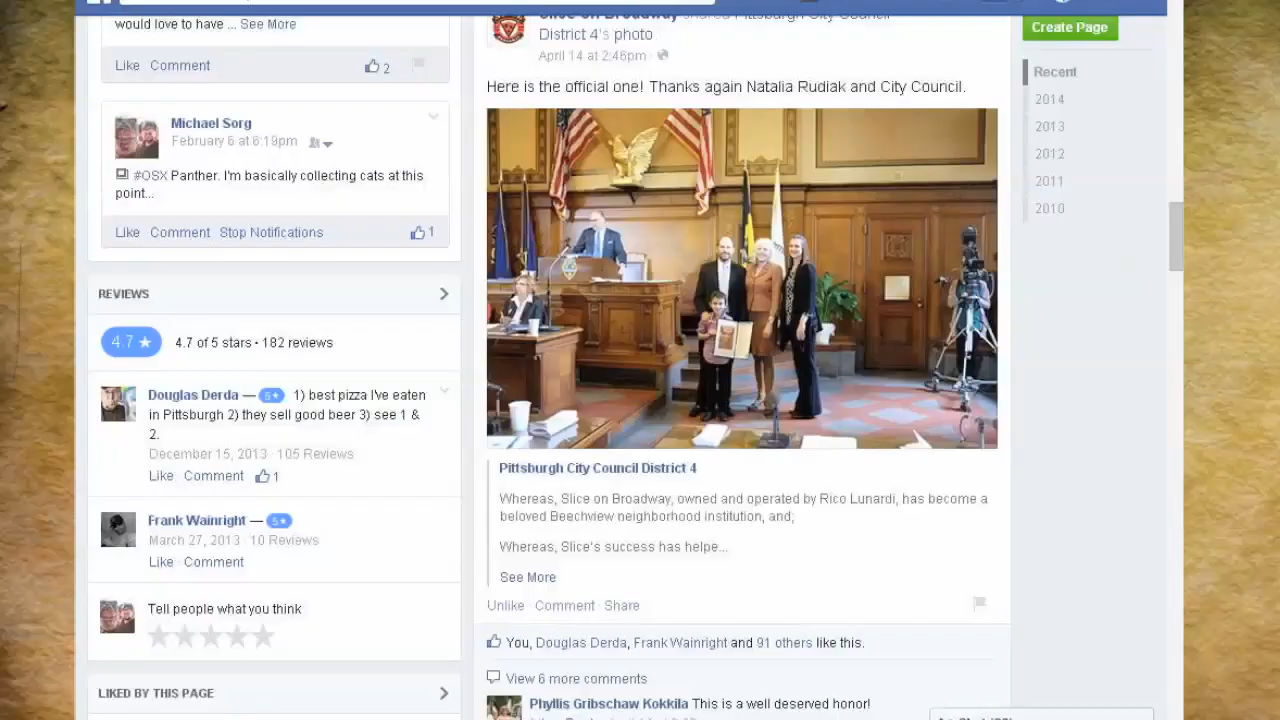 would love to have ... See More
Like Comment 2
Michael Sorg
February 6 at 6:19pm
#OSX Panther. I'm basically collecting cats at this
point...
Like Comment Stop Notifications 1
REVIEWS
4.7 ★ 4.7 of 5 stars · 182 reviews
Douglas Derda — 5★ 1) best pizza I've eaten
in Pittsburgh 2) they sell good beer 3) see 1 &
2.
December 15, 2013 · 105 Reviews
Like · Comment · 1
Frank Wainright — 5★
March 27, 2013 · 10 Reviews
Like · Comment
Tell people what you think
LIKED BY THIS PAGE
Slice on Broadway shared Pittsburgh City Council
District 4's photo
April 14 at 2:46pm ·
Here is the official one! Thanks again Natalia Rudiak and City Council.
Pittsburgh City Council District 4
Whereas, Slice on Broadway, owned and operated by Rico Lunardi, has become a
beloved Beechview neighborhood institution, and;
Whereas, Slice's success has helpe...
See More
Unlike · Comment · Share
You, Douglas Derda, Frank Wainright and 91 others like this.
View 6 more comments
Phyllis Gribschaw Kokkila This is a well deserved honor!
Create Page
Recent
2014
2013
2012
2011
2010